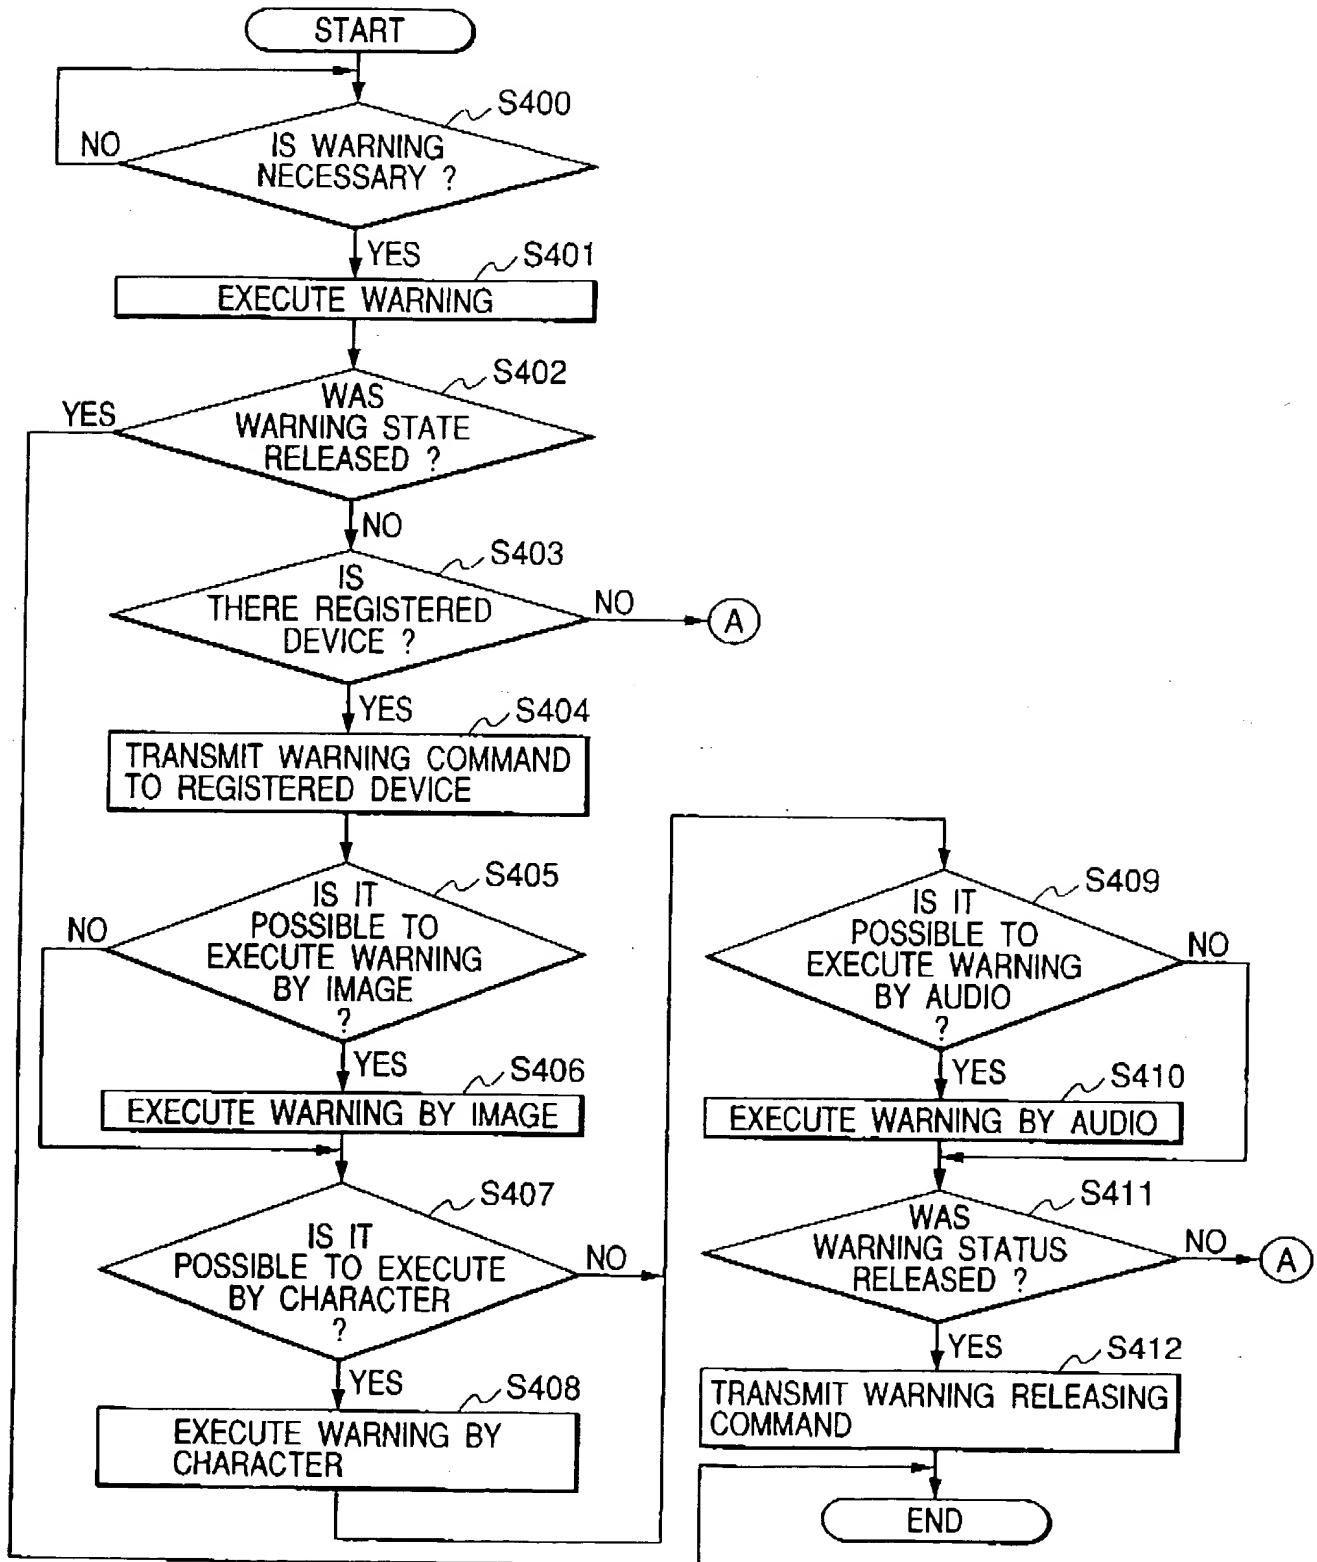 START
S400
NO
IS WARNING
NECESSARY ?
YES
S401
EXECUTE WARNING
S402
YES
WAS
WARNING STATE
RELEASED ?
NO
S403
IS
THERE REGISTERED
DEVICE ?
NO
A
YES
S404
TRANSMIT WARNING COMMAND
TO REGISTERED DEVICE
S405
NO
IS IT
POSSIBLE TO
EXECUTE WARNING
BY IMAGE
?
YES
S406
EXECUTE WARNING BY IMAGE
S407
IS IT
POSSIBLE TO EXECUTE
BY CHARACTER
?
NO
YES
S408
EXECUTE WARNING BY
CHARACTER
S409
IS IT
POSSIBLE TO
EXECUTE WARNING
BY AUDIO
?
NO
YES
S410
EXECUTE WARNING BY AUDIO
S411
WAS
WARNING STATUS
RELEASED ?
NO
A
YES
S412
TRANSMIT WARNING RELEASING
COMMAND
END